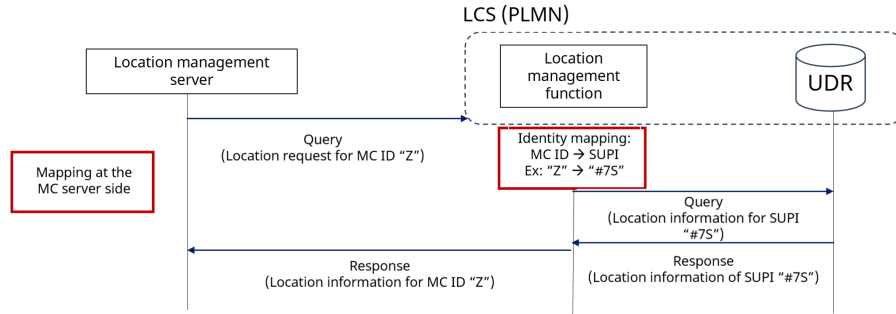 LCS (PLMN)
Location management
server
Location
management
function
UDR
Query
(Location request for MC ID “Z”)
Mapping at the
MC server side
Identity mapping:
MC ID → SUPI
Ex: “Z” → “#7S”
Query
(Location information for SUPI
“#7S”)
Response
(Location information for MC ID “Z”)
Response
(Location information of SUPI “#7S”)